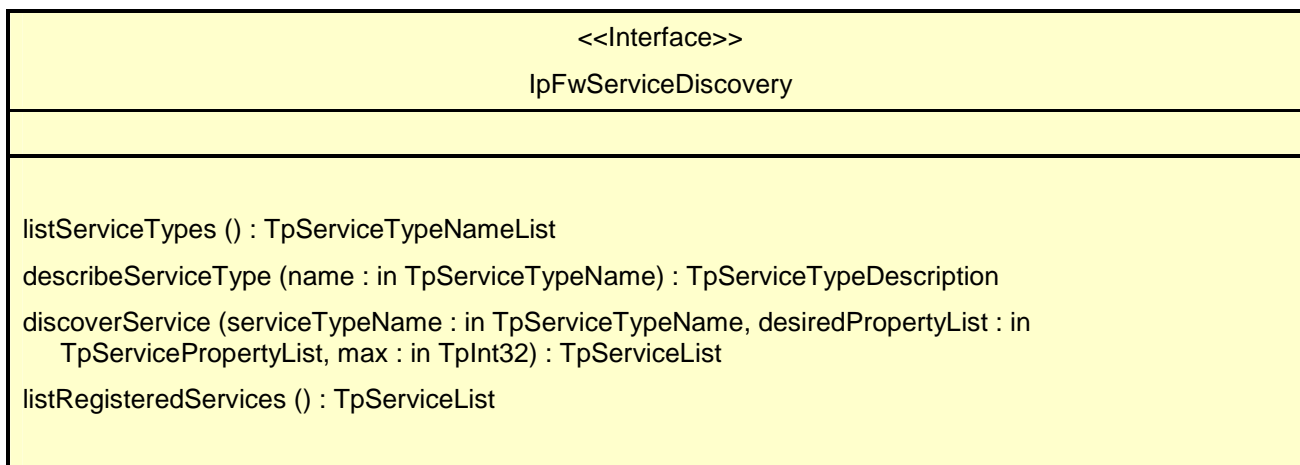 <<Interface>>
IpFwServiceDiscovery
listServiceTypes () : TpServiceTypeNameList
describeServiceType (name : in TpServiceTypeName) : TpServiceTypeDescription
discoverService (serviceTypeName : in TpServiceTypeName, desiredPropertyList : in
TpServicePropertyList, max : in TpInt32) : TpServiceList
listRegisteredServices () : TpServiceList